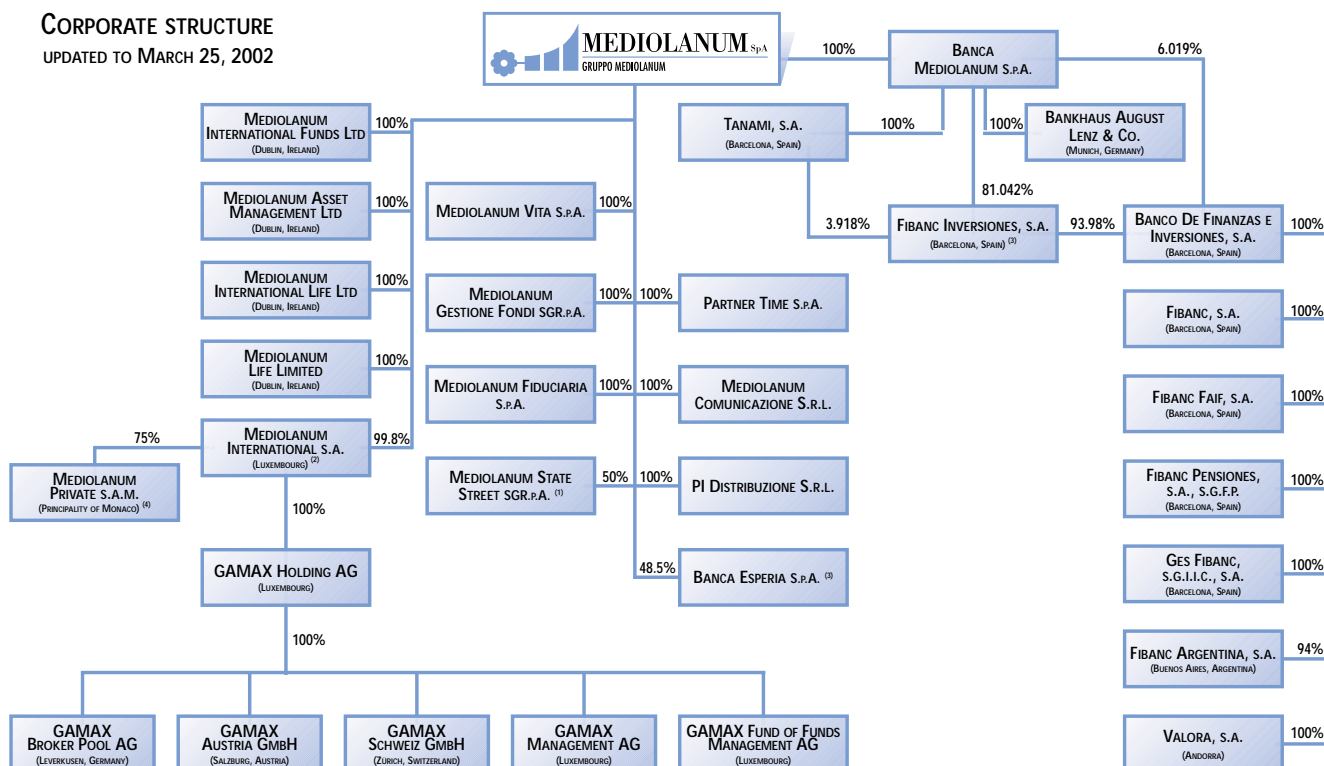 CORPORATE STRUCTURE
UPDATED TO MARCH 25, 2002
MEDIOLANUM SpA
GRUPPO MEDIOLANUM
100%
BANCA
MEDIOLANUM S.P.A.
6.019%
MEDIOLANUM
INTERNATIONAL FUNDS LTD
(DUBLIN, IRELAND)
100%
TANAMI, S.A.
(BARCELONA, SPAIN)
100%
100%
BANKHAUS AUGUST
LENZ & CO.
(MUNICH, GERMANY)
MEDIOLANUM ASSET
MANAGEMENT LTD
(DUBLIN, IRELAND)
100%
MEDIOLANUM VITA S.P.A.
100%
3.918%
81.042%
FIBANC INVERSIONES, S.A.
(BARCELONA, SPAIN) (3)
93.98%
BANCO DE FINANZAS E
INVERSIONES, S.A.
(BARCELONA, SPAIN)
100%
MEDIOLANUM
INTERNATIONAL LIFE LTD
(DUBLIN, IRELAND)
100%
MEDIOLANUM
GESTIONE FONDI SGR.P.A.
100%
100%
PARTNER TIME S.P.A.
FIBANC, S.A.
(BARCELONA, SPAIN)
100%
MEDIOLANUM
LIFE LIMITED
(DUBLIN, IRELAND)
100%
MEDIOLANUM FIDUCIARIA
S.P.A.
100%
100%
MEDIOLANUM
COMUNICAZIONE S.R.L.
FIBANC FAIF, S.A.
(BARCELONA, SPAIN)
100%
75%
MEDIOLANUM
INTERNATIONAL S.A.
(LUXEMBOURG) (2)
99.8%
MEDIOLANUM
PRIVATE S.A.M.
(PRINCIPALITY OF MONACO) (4)
MEDIOLANUM STATE
STREET SGR.P.A. (1)
50%
100%
PI DISTRIBUZIONE S.R.L.
FIBANC PENSIONES,
S.A., S.G.F.P.
(BARCELONA, SPAIN)
100%
100%
GAMAX HOLDING AG
(LUXEMBOURG)
48.5%
BANCA ESPERIA S.P.A. (3)
GES FIBANC,
S.G.I.I.C., S.A.
(BARCELONA, SPAIN)
100%
100%
FIBANC ARGENTINA, S.A.
(BUENOS AIRES, ARGENTINA)
94%
GAMAX
BROKER POOL AG
(LEVERKUSEN, GERMANY)
GAMAX
AUSTRIA GMBH
(SALZBURG, AUSTRIA)
GAMAX
SCHWEIZ GMBH
(ZÜRICH, SWITZERLAND)
GAMAX
MANAGEMENT AG
(LUXEMBOURG)
GAMAX FUND OF FUNDS
MANAGEMENT AG
(LUXEMBOURG)
VALORA, S.A.
(ANDORRA)
100%